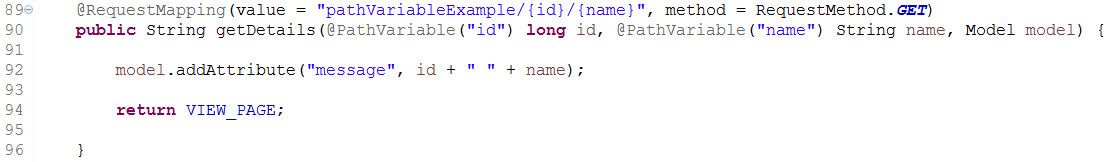 89 @RequestMapping(value = "pathVariableExample/{id}/{name}", method = RequestMethod.GET)
90 public String getDetails(@PathVariable("id") long id, @PathVariable("name") String name, Model model) {
91
92 model.addAttribute("message", id + " " + name);
93
94 return VIEW_PAGE;
95
96 }